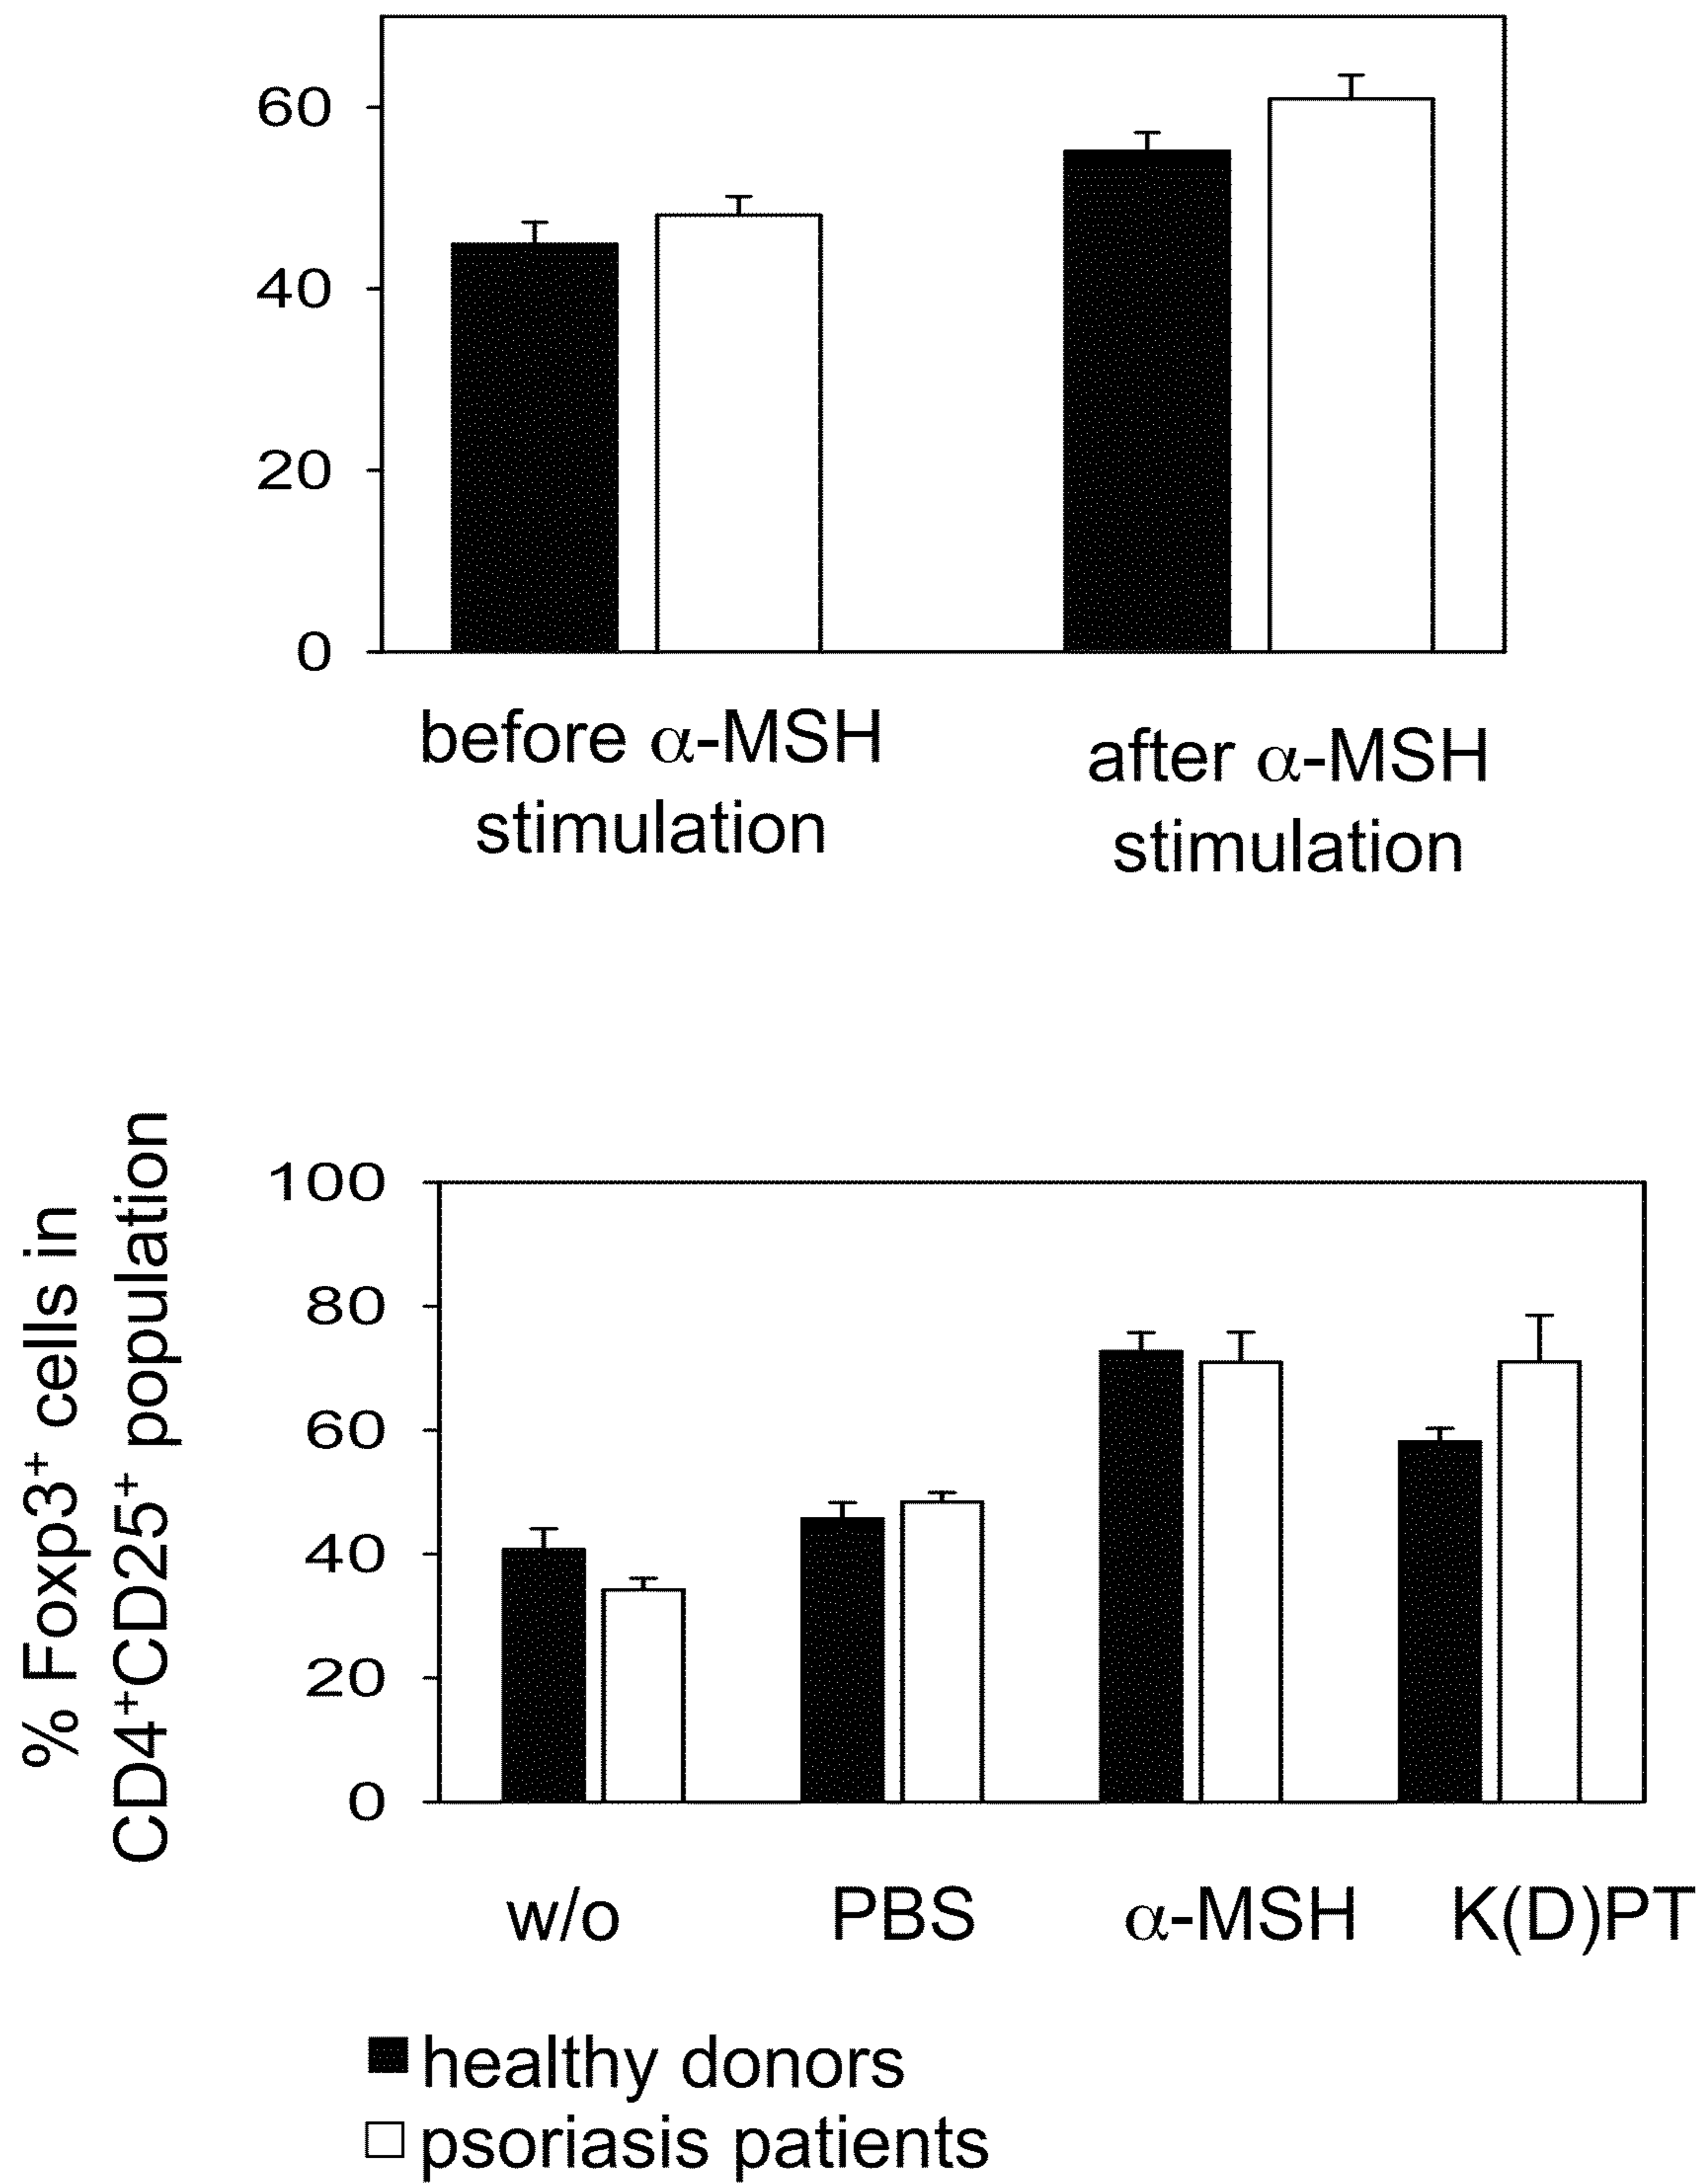 60
40
20
0
before α-MSH
stimulation
after α-MSH
stimulation
% Foxp3⁺ cells in
CD4⁺CD25⁺ population
100
80
60
40
20
0
w/o PBS α-MSH K(D)PT
healthy donors
psoriasis patients